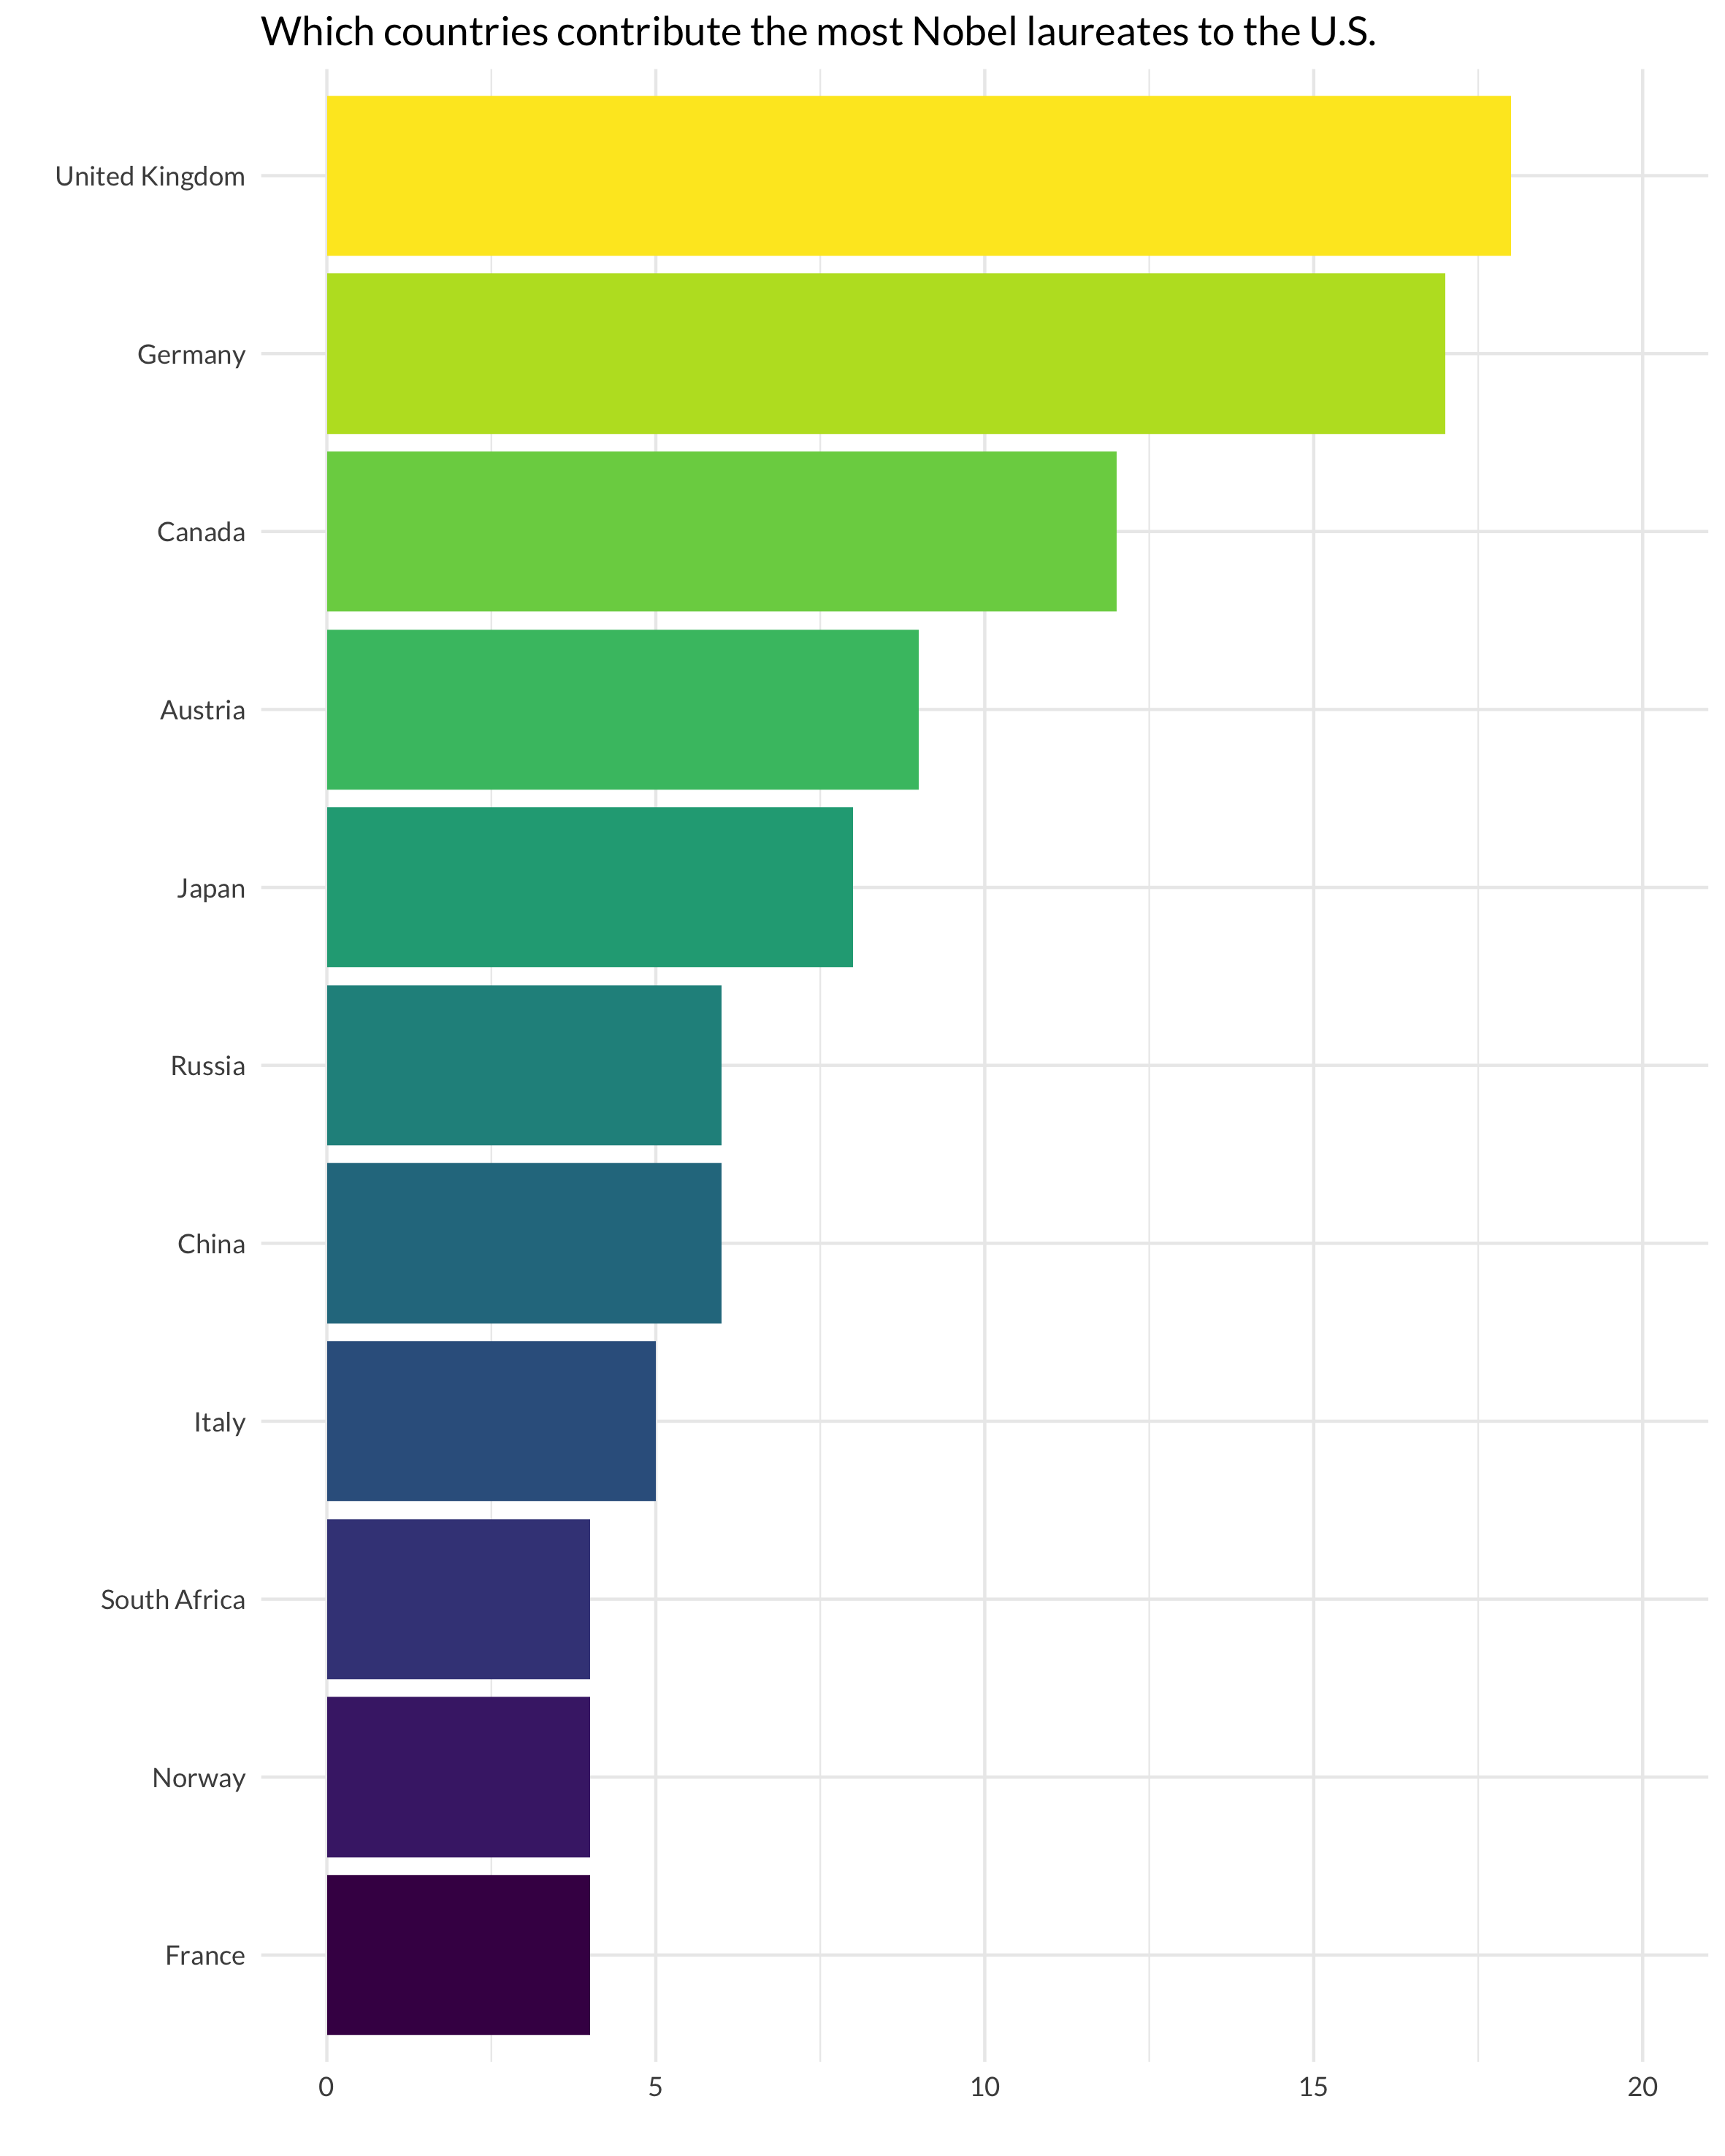 Which countries contribute the most Nobel laureates to the U.S.
United Kingdom
Germany
Canada
Austria
Japan
Russia
China
Italy
South Africa
Norway
France
0 5 10 15 20